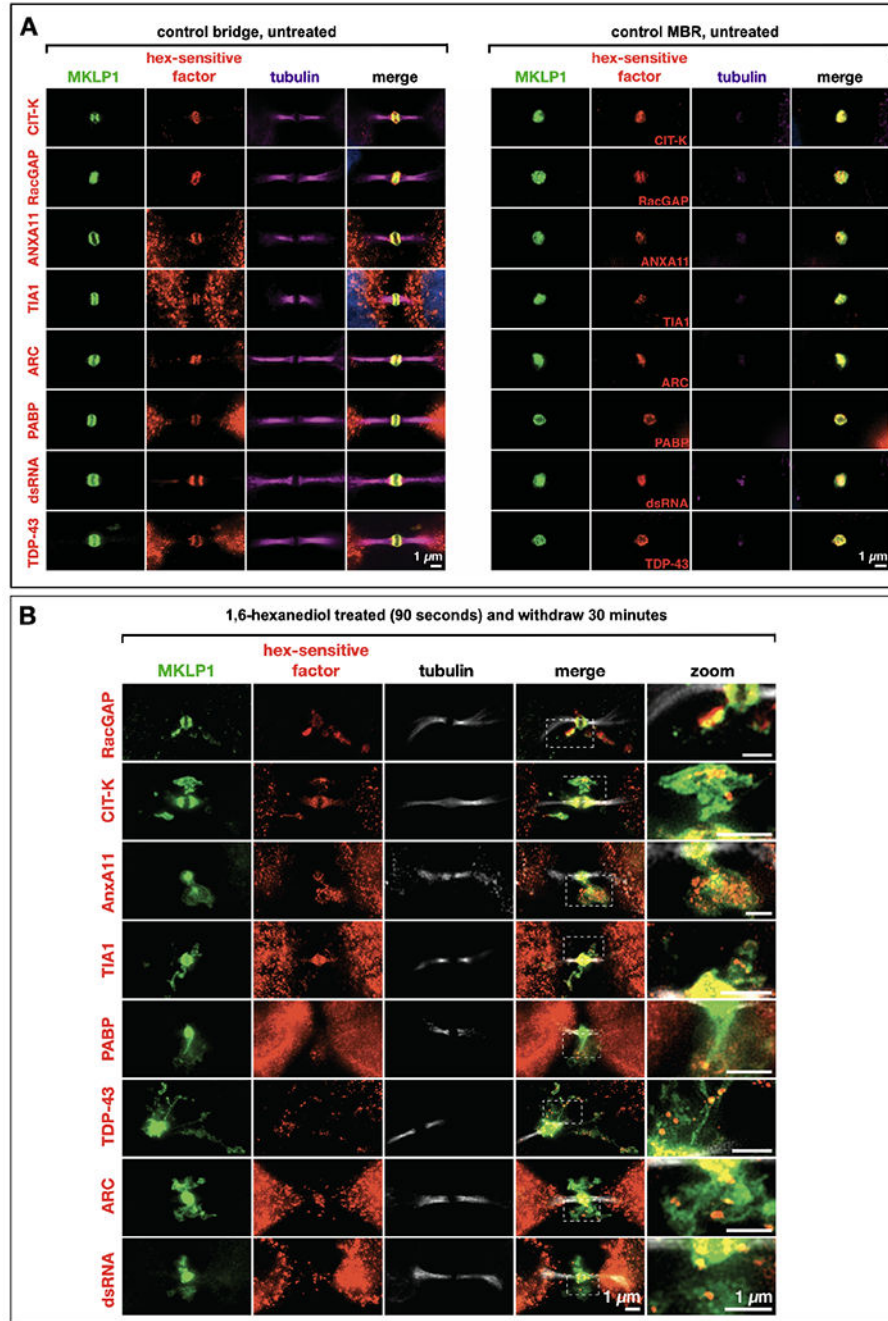 A
control bridge, untreated
control MBR, untreated
MKLP1 hex-sensitive factor tubulin merge
MKLP1 hex-sensitive factor tubulin merge
CIT-K
CIT-K
RacGAP
RacGAP
ANXA11
ANXA11
TIA1
TIA1
ARC
ARC
PABP
PABP
dsRNA
dsRNA
TDP-43
1 µm
TDP-43
1 µm
B
1,6-hexanediol treated (90 seconds) and withdraw 30 minutes
MKLP1 hex-sensitive factor tubulin merge zoom
RacGAP
CIT-K
AnxA11
TIA1
PABP
TDP-43
ARC
dsRNA
1 µm
1 µm